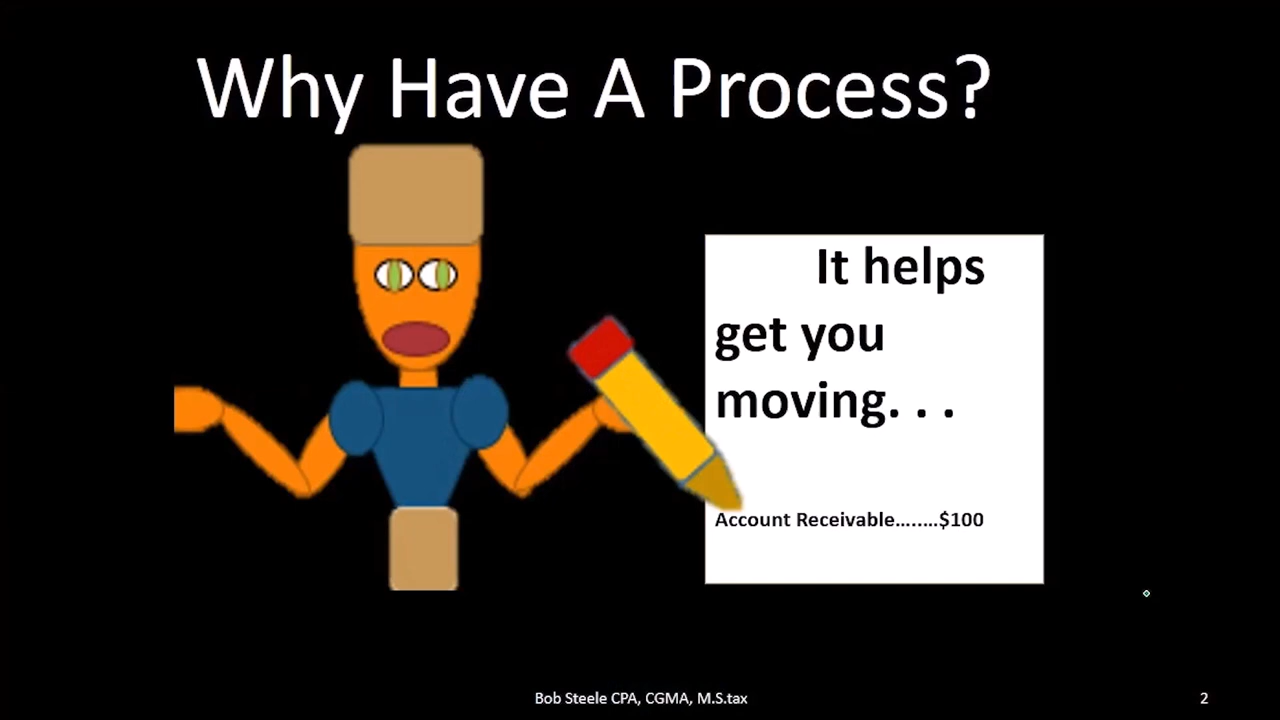 Why Have A Process?
It helps
get you
moving. . .
Account Receivable........$100
Bob Steele CPA, CGMA, M.S.tax
2